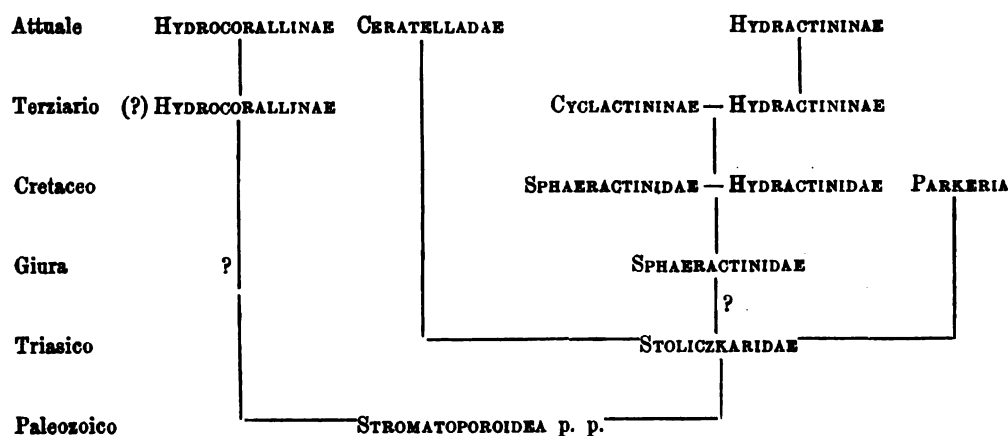 Attuale HYDROCORALLINAE CERATELLADAE HYDRACTININAE
Terziario (?) HYDROCORALLINAE CYCLACTININAE — HYDRACTININAE
Cretaceo SPHAERACTINIDAE — HYDRACTINIDAE PARKERIA
Giura ? SPHAERACTINIDAE
?
Triasico STOLICZKARIDAE
Paleozoico STROMATOPOROIDEA p. p.